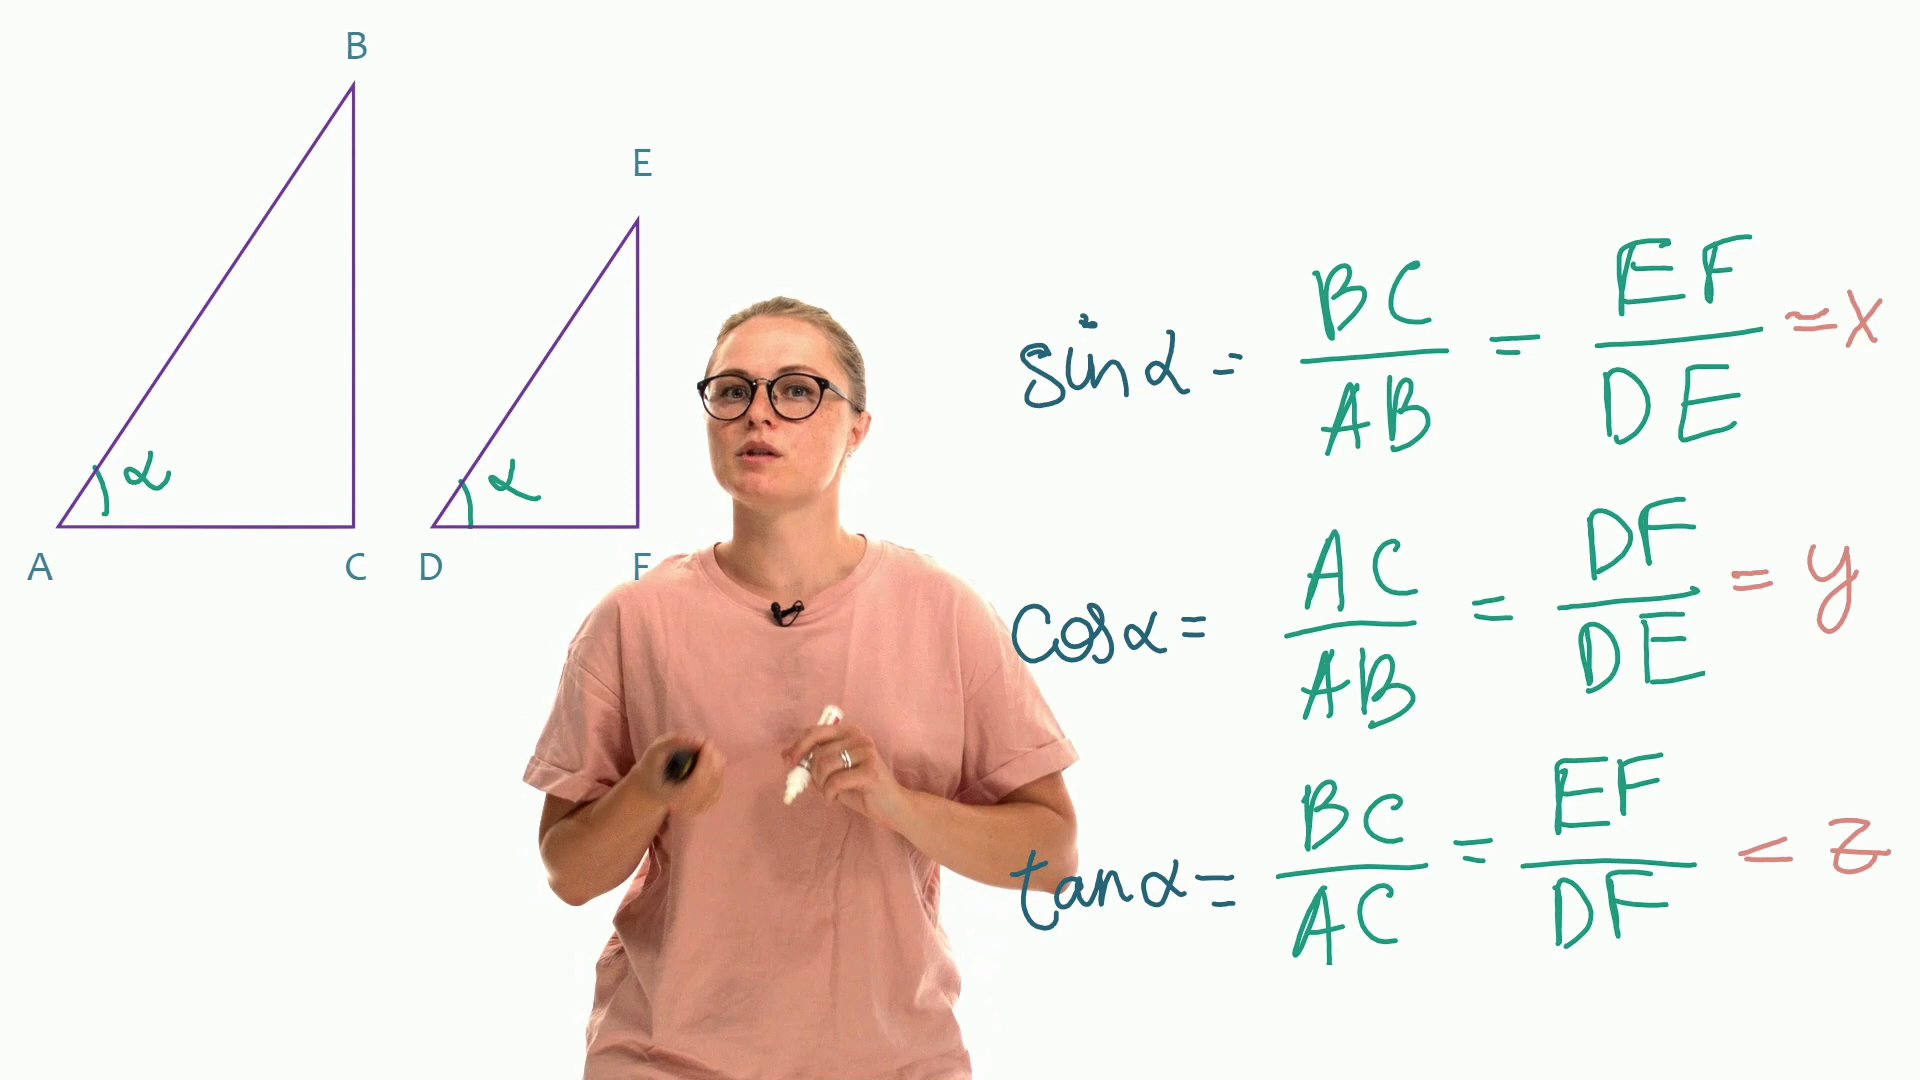 B
E
α
α
A
C
D
F
sin α = BC/AB = EF/DE = x
cos α = AC/AB = DF/DE = y
tan α = BC/AC = EF/DF = z